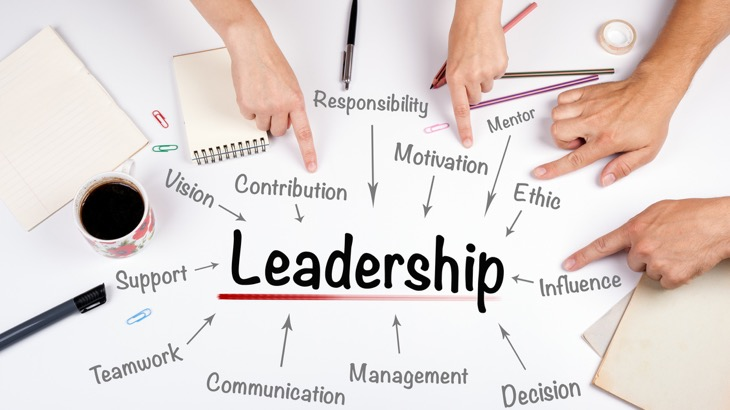 Responsibility
Mentor
Motivation
Vision
Contribution
Ethic
Leadership
Support
Influence
Teamwork
Communication
Management
Decision